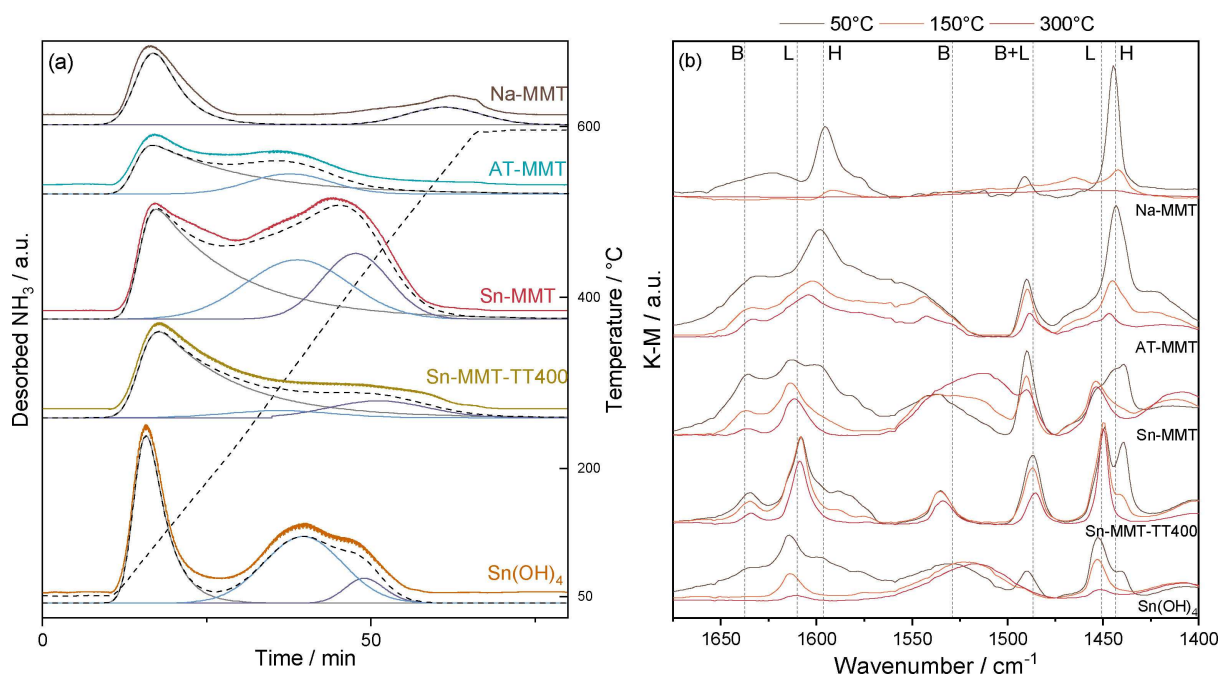 (a)
Na-MMT
AT-MMT
Sn-MMT
Sn-MMT-TT400
Sn(OH)₄
Desorbed NH₃ / a.u.
Temperature / °C
600
400
200
50
0
50
Time / min
50°C 150°C 300°C
(b)
B L H B B+L L H
Na-MMT
AT-MMT
Sn-MMT
Sn-MMT-TT400
Sn(OH)₄
K-M / a.u.
1650 1600 1550 1500 1450 1400
Wavenumber / cm⁻¹